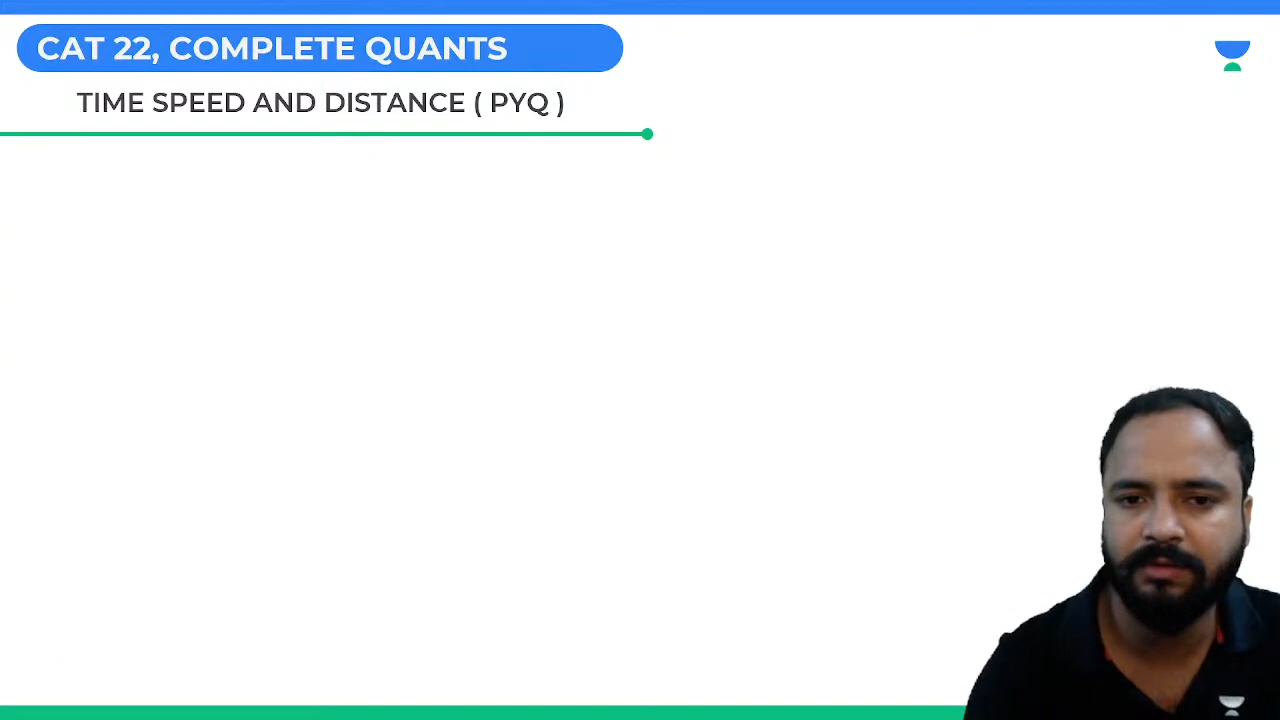 CAT 22, COMPLETE QUANTS
TIME SPEED AND DISTANCE ( PYQ )